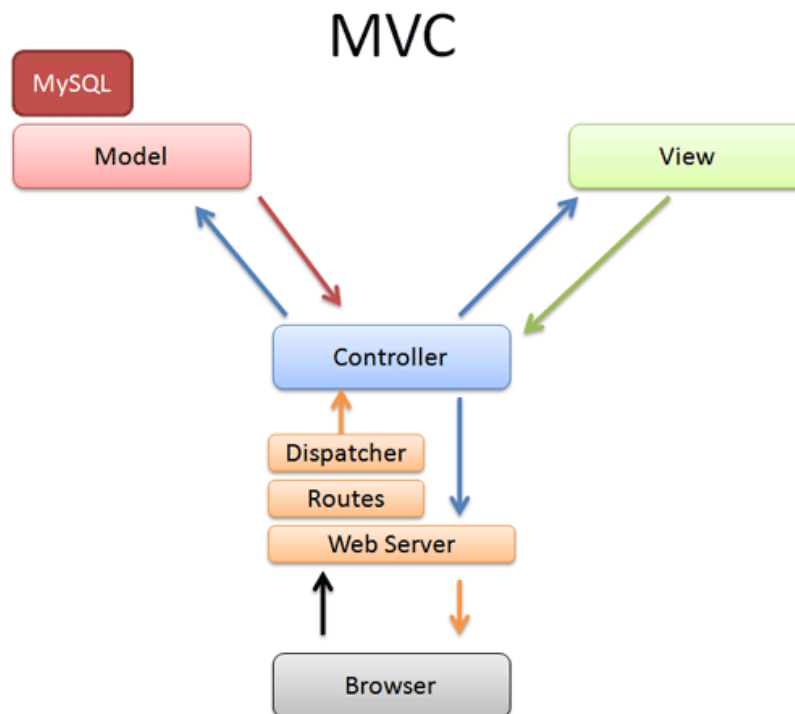 MVC
MySQL
Model
View
Controller
Dispatcher
Routes
Web Server
Browser